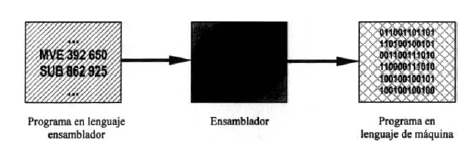 ...
MVE 392 650
SUB 862 925
...
011001101101
110100100101
001100111010
110000111010
100100100101
100100100100
Programa en lenguaje
ensamblador
Ensamblador
Programa en
lenguaje de máquina